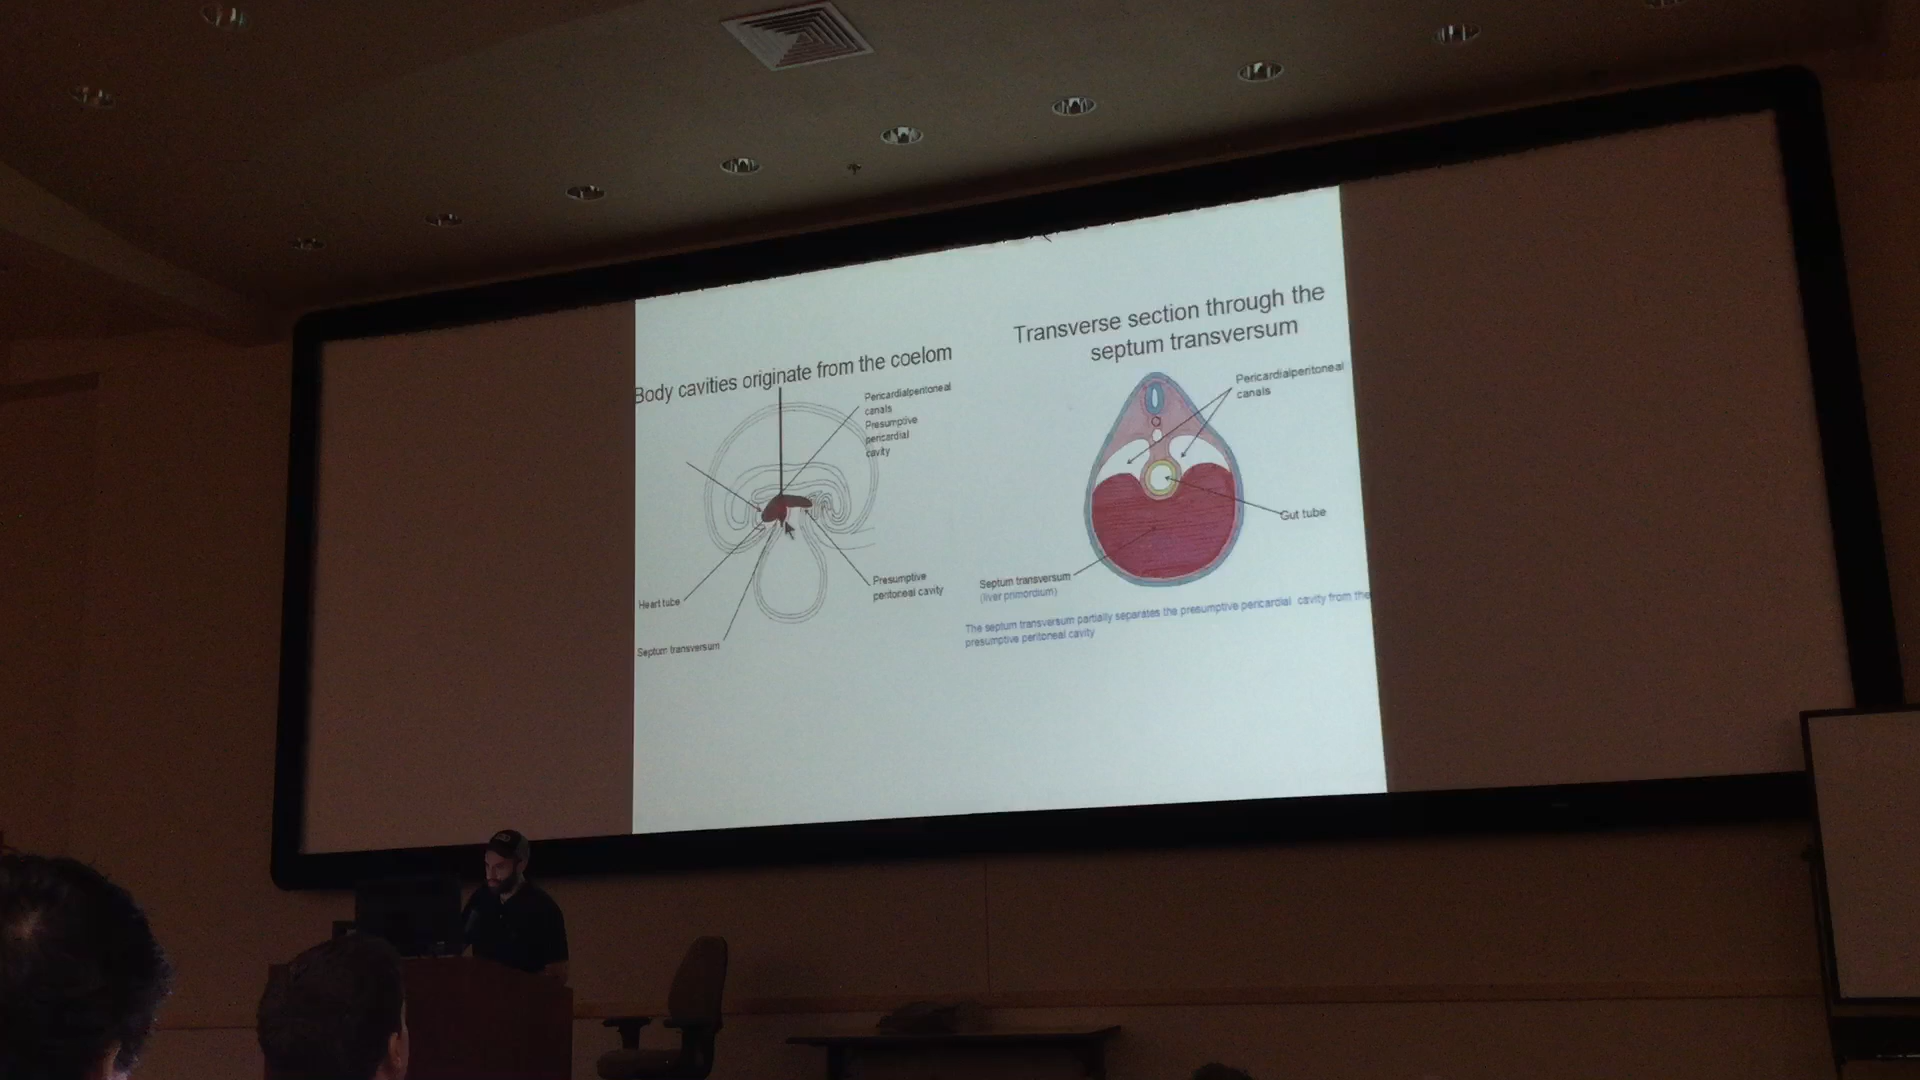 Body cavities originate from the coelom
Pericardialperitoneal
canals
Presumptive
pericardial
cavity
Heart tube
Septum transversum
Presumptive
peritoneal cavity
Transverse section through the
septum transversum
Pericardialperitoneal
canals
Gut tube
Septum transversum
(liver primordium)
The septum transversum partially separates the presumptive pericardial cavity from the
presumptive peritoneal cavity